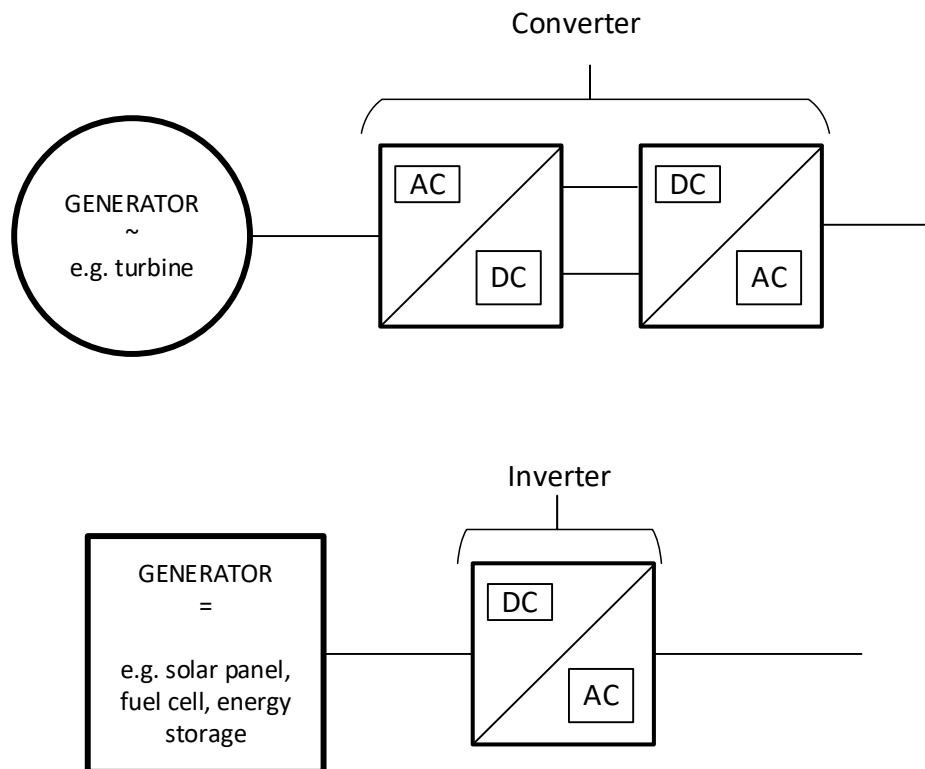 Converter
GENERATOR
~
e.g. turbine
AC
DC
DC
AC
Inverter
GENERATOR
=
e.g. solar panel,
fuel cell, energy
storage
DC
AC